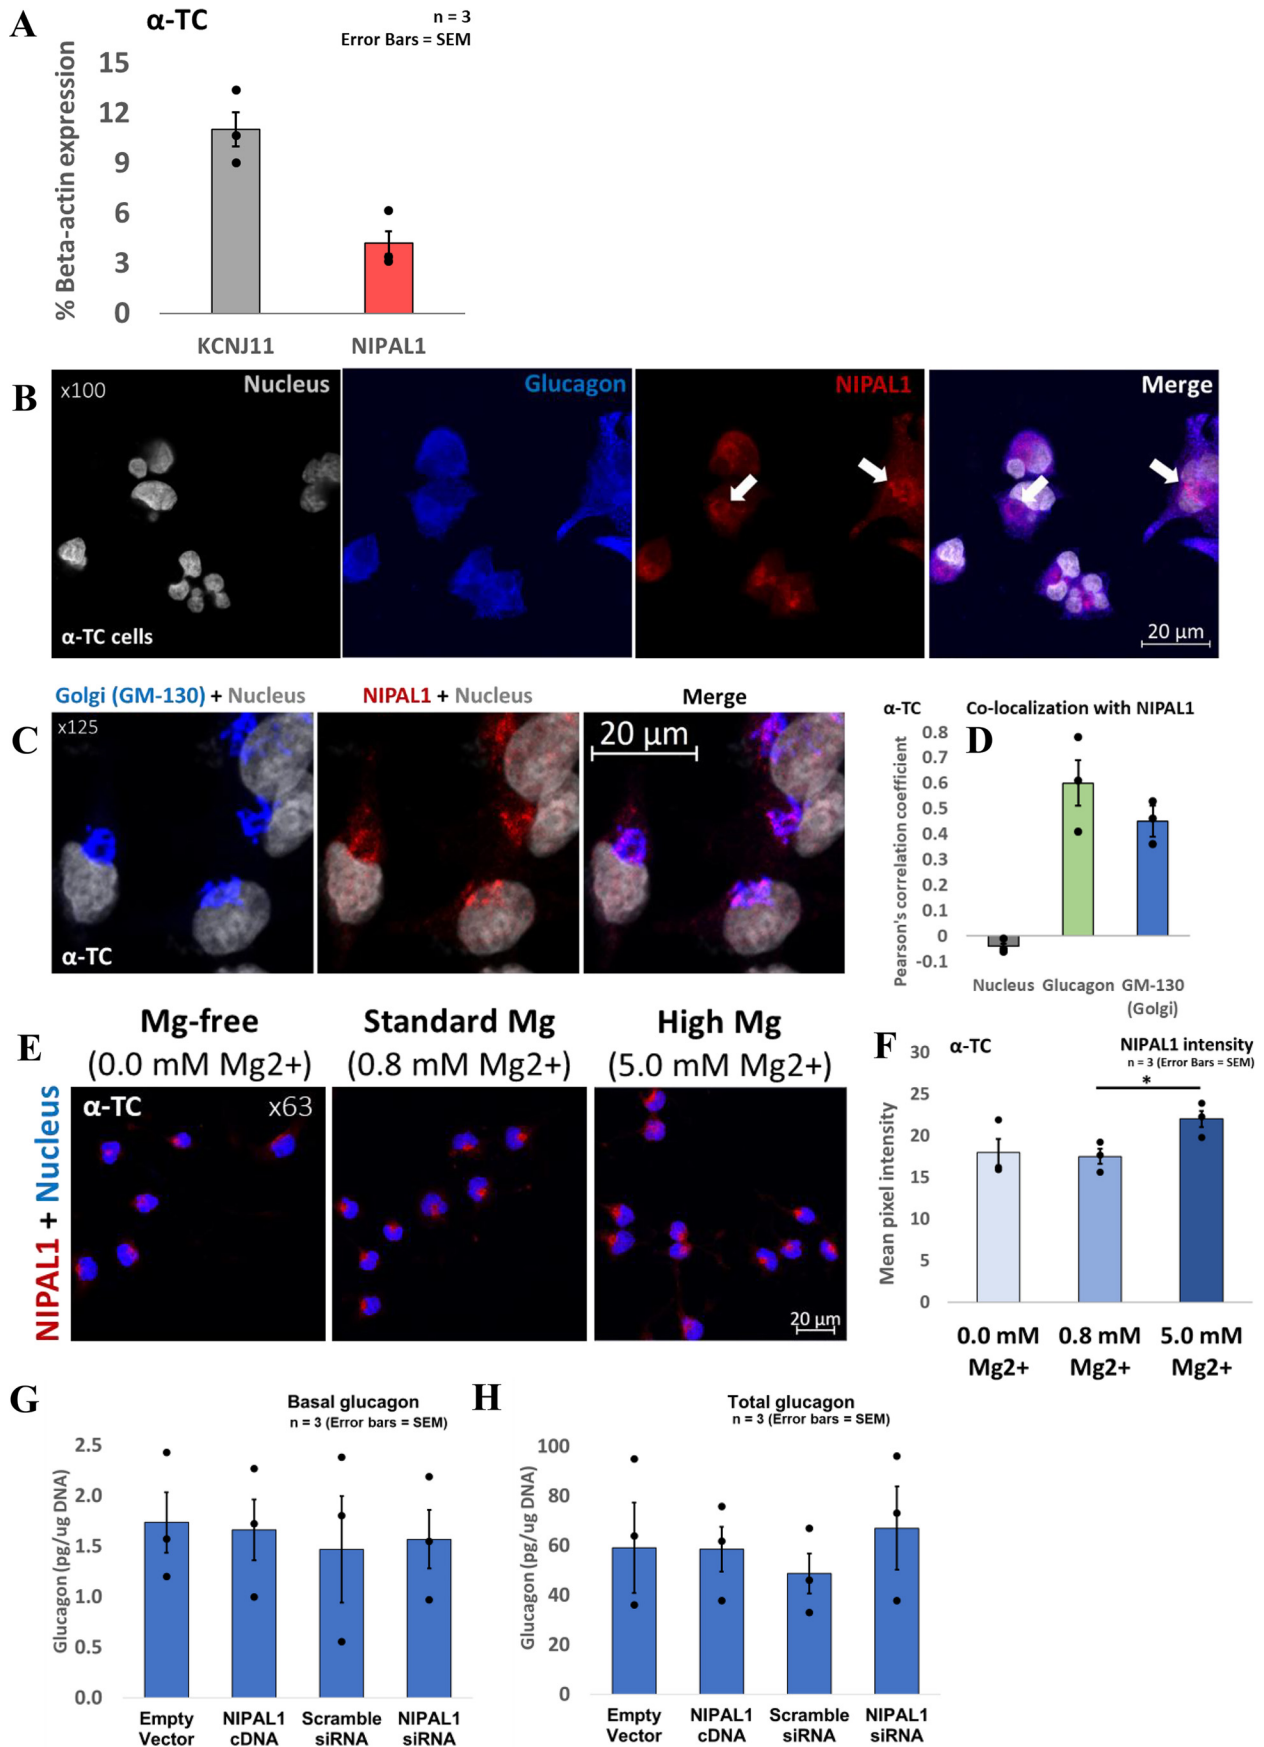 A
α-TC
n = 3
Error Bars = SEM
% Beta-actin expression
15
12
9
6
3
0
KCNJ11
NIPAL1
B
x100
Nucleus
Glucagon
NIPAL1
Merge
α-TC cells
20 μm
C
Golgi (GM-130) + Nucleus
NIPAL1 + Nucleus
Merge
x125
20 μm
α-TC
D
α-TC
Co-localization with NIPAL1
Pearson's correlation coefficient
0.8
0.7
0.6
0.5
0.4
0.3
0.2
0.1
0
-0.1
Nucleus
Glucagon
GM-130
(Golgi)
E
Mg-free
(0.0 mM Mg2+)
Standard Mg
(0.8 mM Mg2+)
High Mg
(5.0 mM Mg2+)
NIPAL1 + Nucleus
α-TC
x63
20 μm
F
α-TC
NIPAL1 intensity
n = 3 (Error Bars = SEM)
*
Mean pixel intensity
30
25
20
15
10
5
0
0.0 mM
Mg2+
0.8 mM
Mg2+
5.0 mM
Mg2+
G
Basal glucagon
n = 3 (Error bars = SEM)
Glucagon (pg/ug DNA)
2.5
2.0
1.5
1.0
0.5
0.0
Empty
Vector
NIPAL1
cDNA
Scramble
siRNA
NIPAL1
siRNA
H
Total glucagon
n = 3 (Error bars = SEM)
Glucagon (pg/ug DNA)
100
80
60
40
20
0
Empty
Vector
NIPAL1
cDNA
Scramble
siRNA
NIPAL1
siRNA